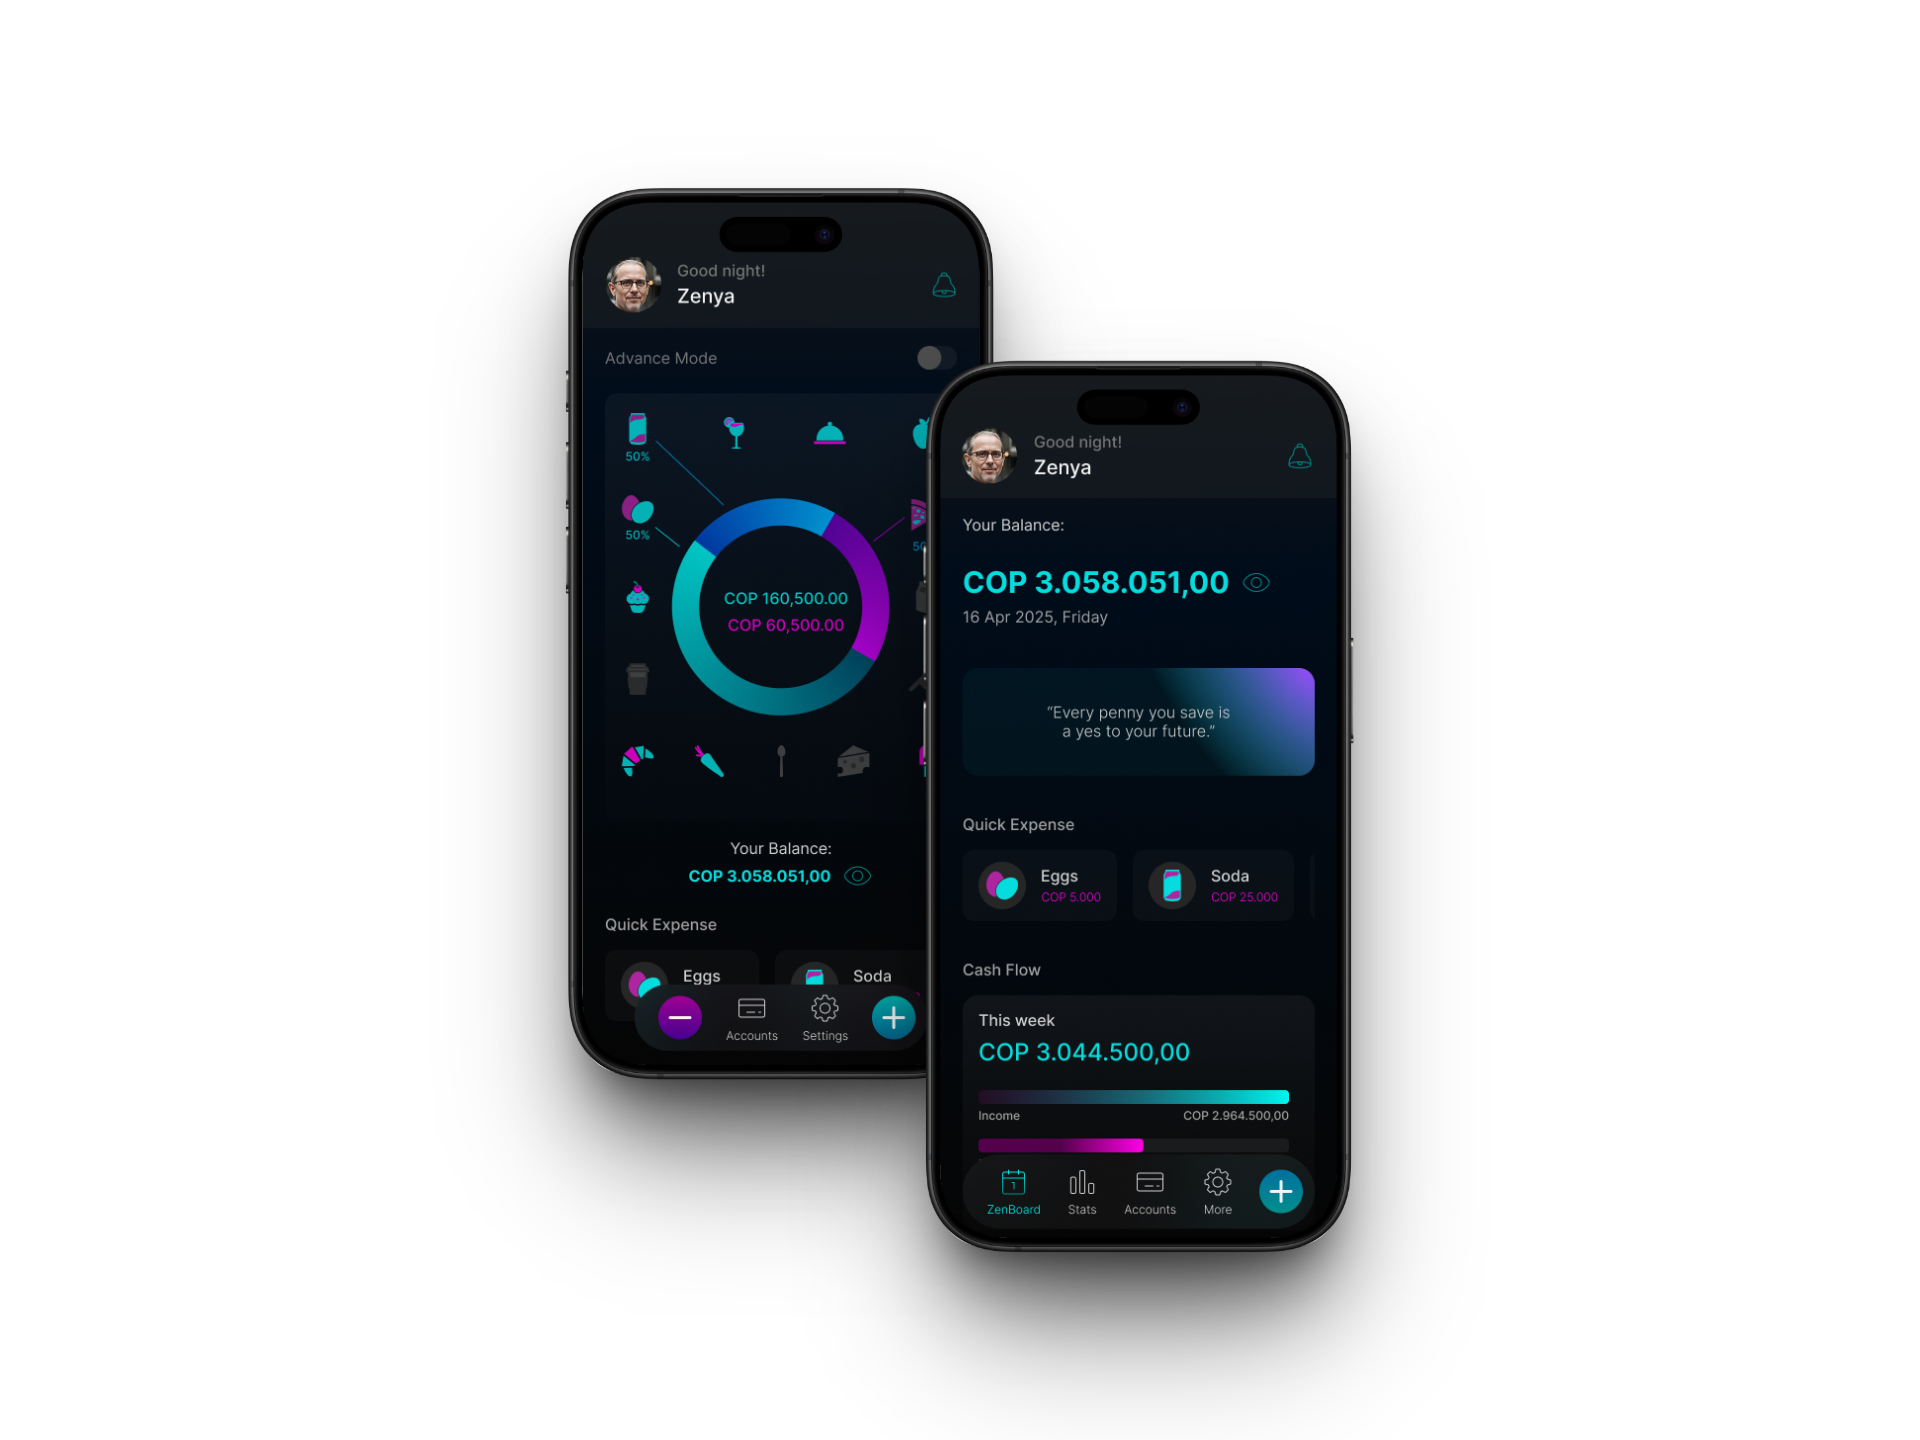 Good night!
Zenya
Advance Mode
50%
50%
COP 160,500.00
COP 60,500.00
Your Balance:
COP 3.058.051,00
Quick Expense
Eggs
Soda
Accounts
Settings
Good night!
Zenya
Your Balance:
COP 3.058.051,00
16 Apr 2025, Friday
“Every penny you save is
a yes to your future.”
Quick Expense
Eggs
COP 5.000
Soda
COP 25.000
Cash Flow
This week
COP 3.044.500,00
Income COP 2.964.500,00
1
ZenBoard
Stats
Accounts
More